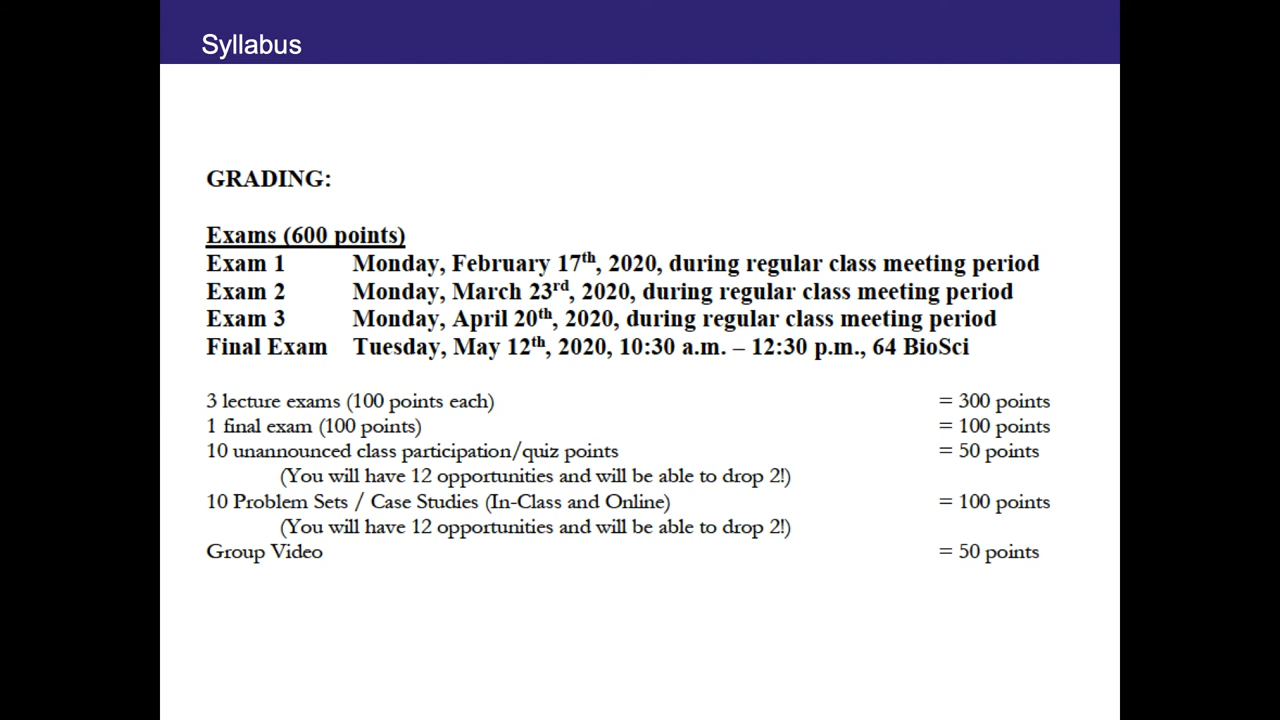 Syllabus
GRADING:
Exams (600 points)
Exam 1 Monday, February 17th, 2020, during regular class meeting period
Exam 2 Monday, March 23rd, 2020, during regular class meeting period
Exam 3 Monday, April 20th, 2020, during regular class meeting period
Final Exam Tuesday, May 12th, 2020, 10:30 a.m. – 12:30 p.m., 64 BioSci
3 lecture exams (100 points each) = 300 points
1 final exam (100 points) = 100 points
10 unannounced class participation/quiz points = 50 points
(You will have 12 opportunities and will be able to drop 2!)
10 Problem Sets / Case Studies (In-Class and Online) = 100 points
(You will have 12 opportunities and will be able to drop 2!)
Group Video = 50 points